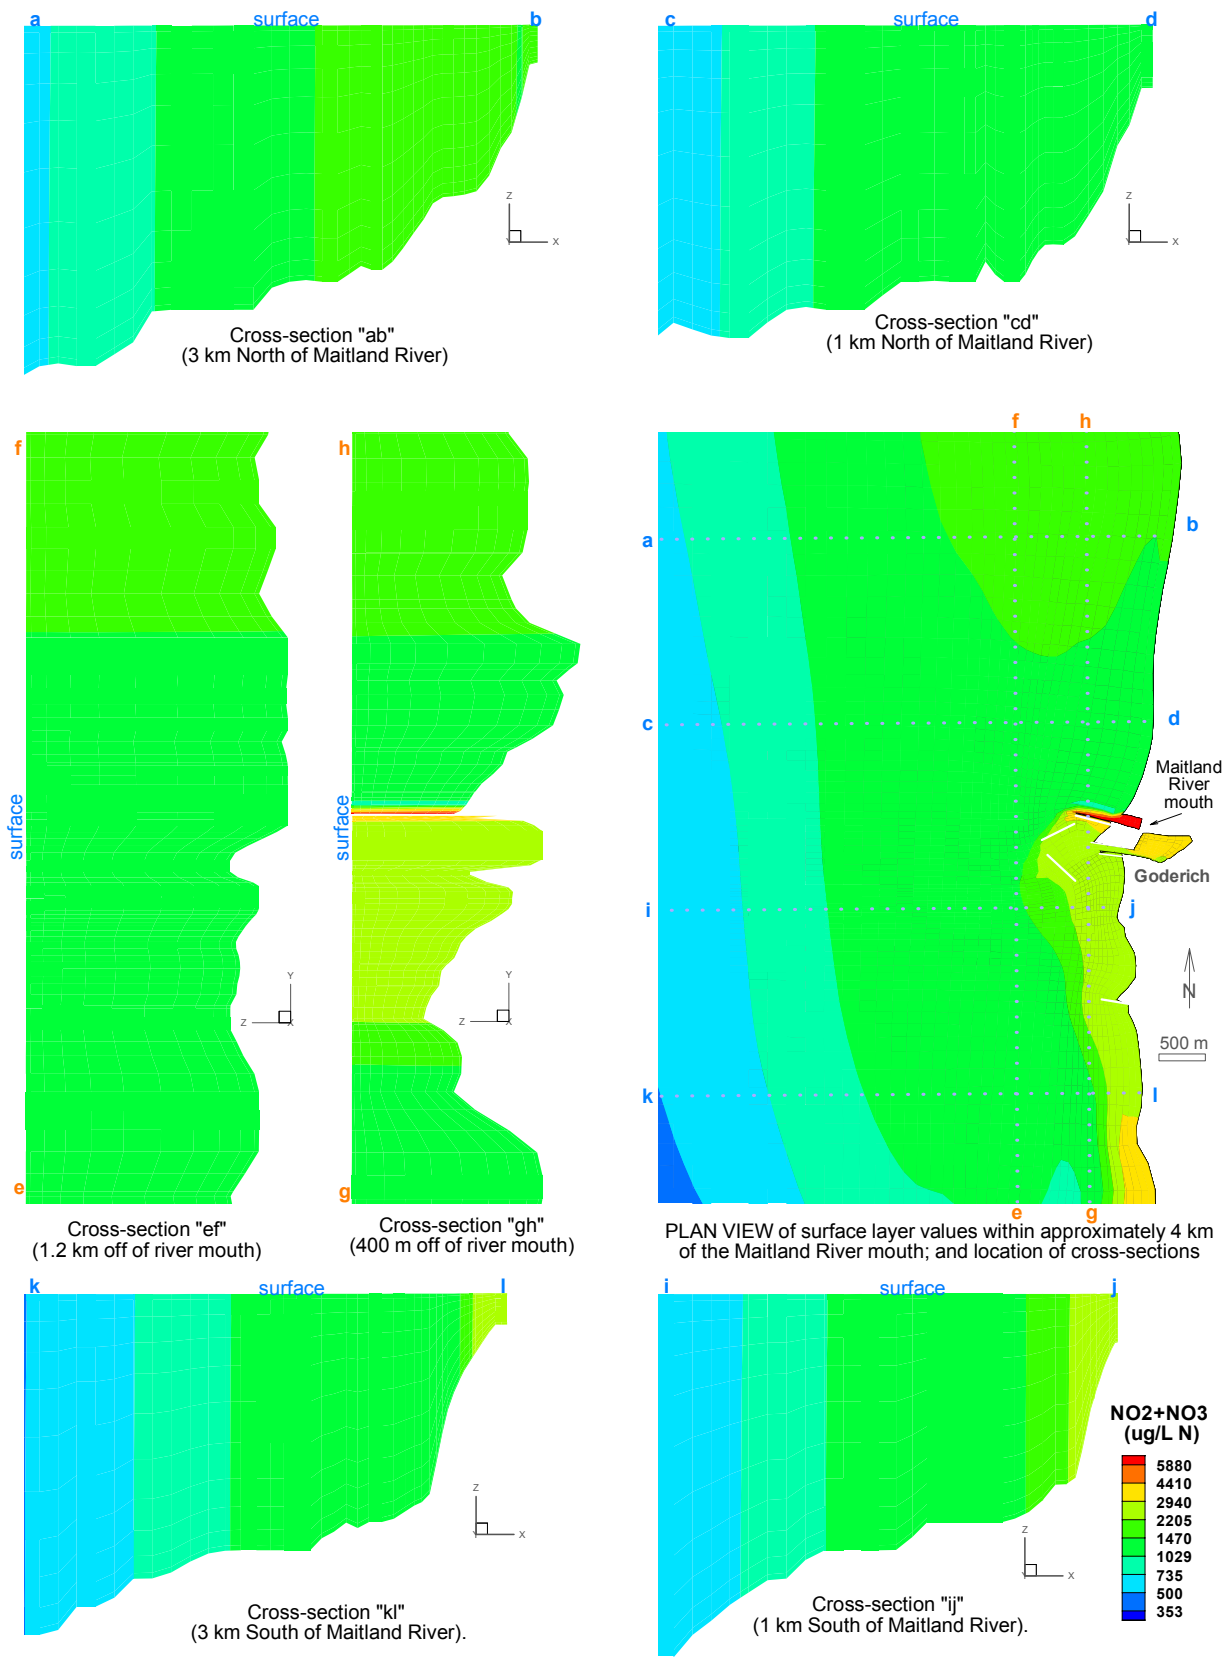 a surface b
c surface d
Z
X
Y
Z
X
Y
Cross-section "ab"
(3 km North of Maitland River)
Cross-section "cd"
(1 km North of Maitland River)
f
h
f h
surface
surface
Y
Z
X
Y
Z
X
e
g
Cross-section "ef"
(1.2 km off of river mouth)
Cross-section "gh"
(400 m off of river mouth)
a
b
c
d
Maitland
River
mouth
Goderich
i
j
N
500 m
k
l
e g
PLAN VIEW of surface layer values within approximately 4 km
of the Maitland River mouth; and location of cross-sections
k surface l
i surface j
Z
X
Y
Z
X
Y
Cross-section "kl"
(3 km South of Maitland River).
Cross-section "ij"
(1 km South of Maitland River).
NO2+NO3
(ug/L N)
5880
4410
2940
2205
1470
1029
735
500
353